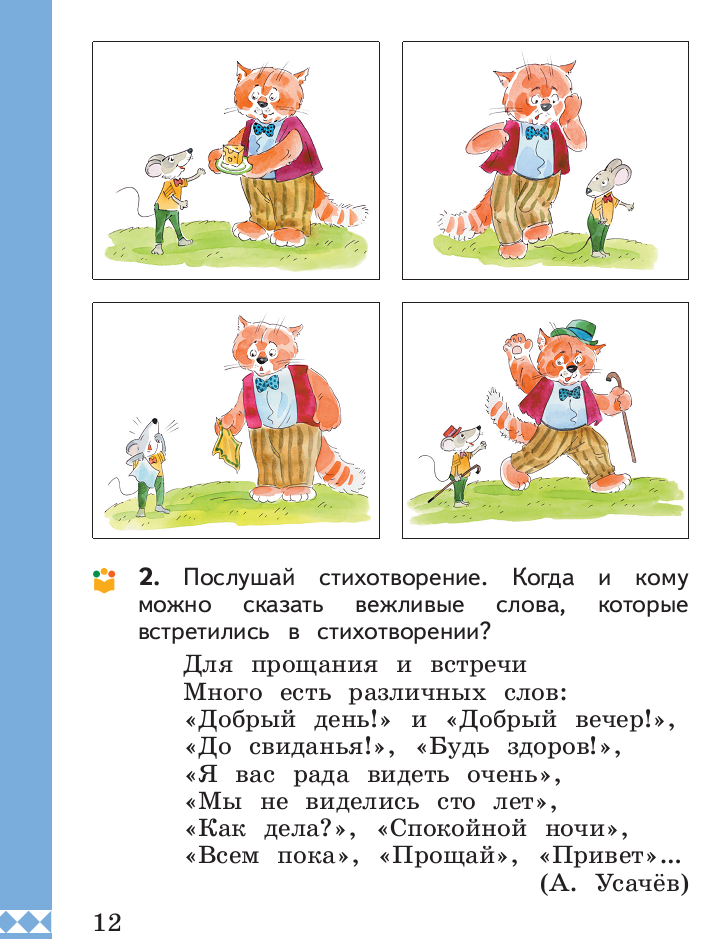 2. Послушай стихотворение. Когда и кому
можно сказать вежливые слова, которые
встретились в стихотворении?
Для прощания и встречи
Много есть различных слов:
«Добрый день!» и «Добрый вечер!»,
«До свиданья!», «Будь здоров!»,
«Я вас рада видеть очень»,
«Мы не виделись сто лет»,
«Как дела?», «Спокойной ночи»,
«Всем пока», «Прощай», «Привет»...
(А. Усачёв)
12